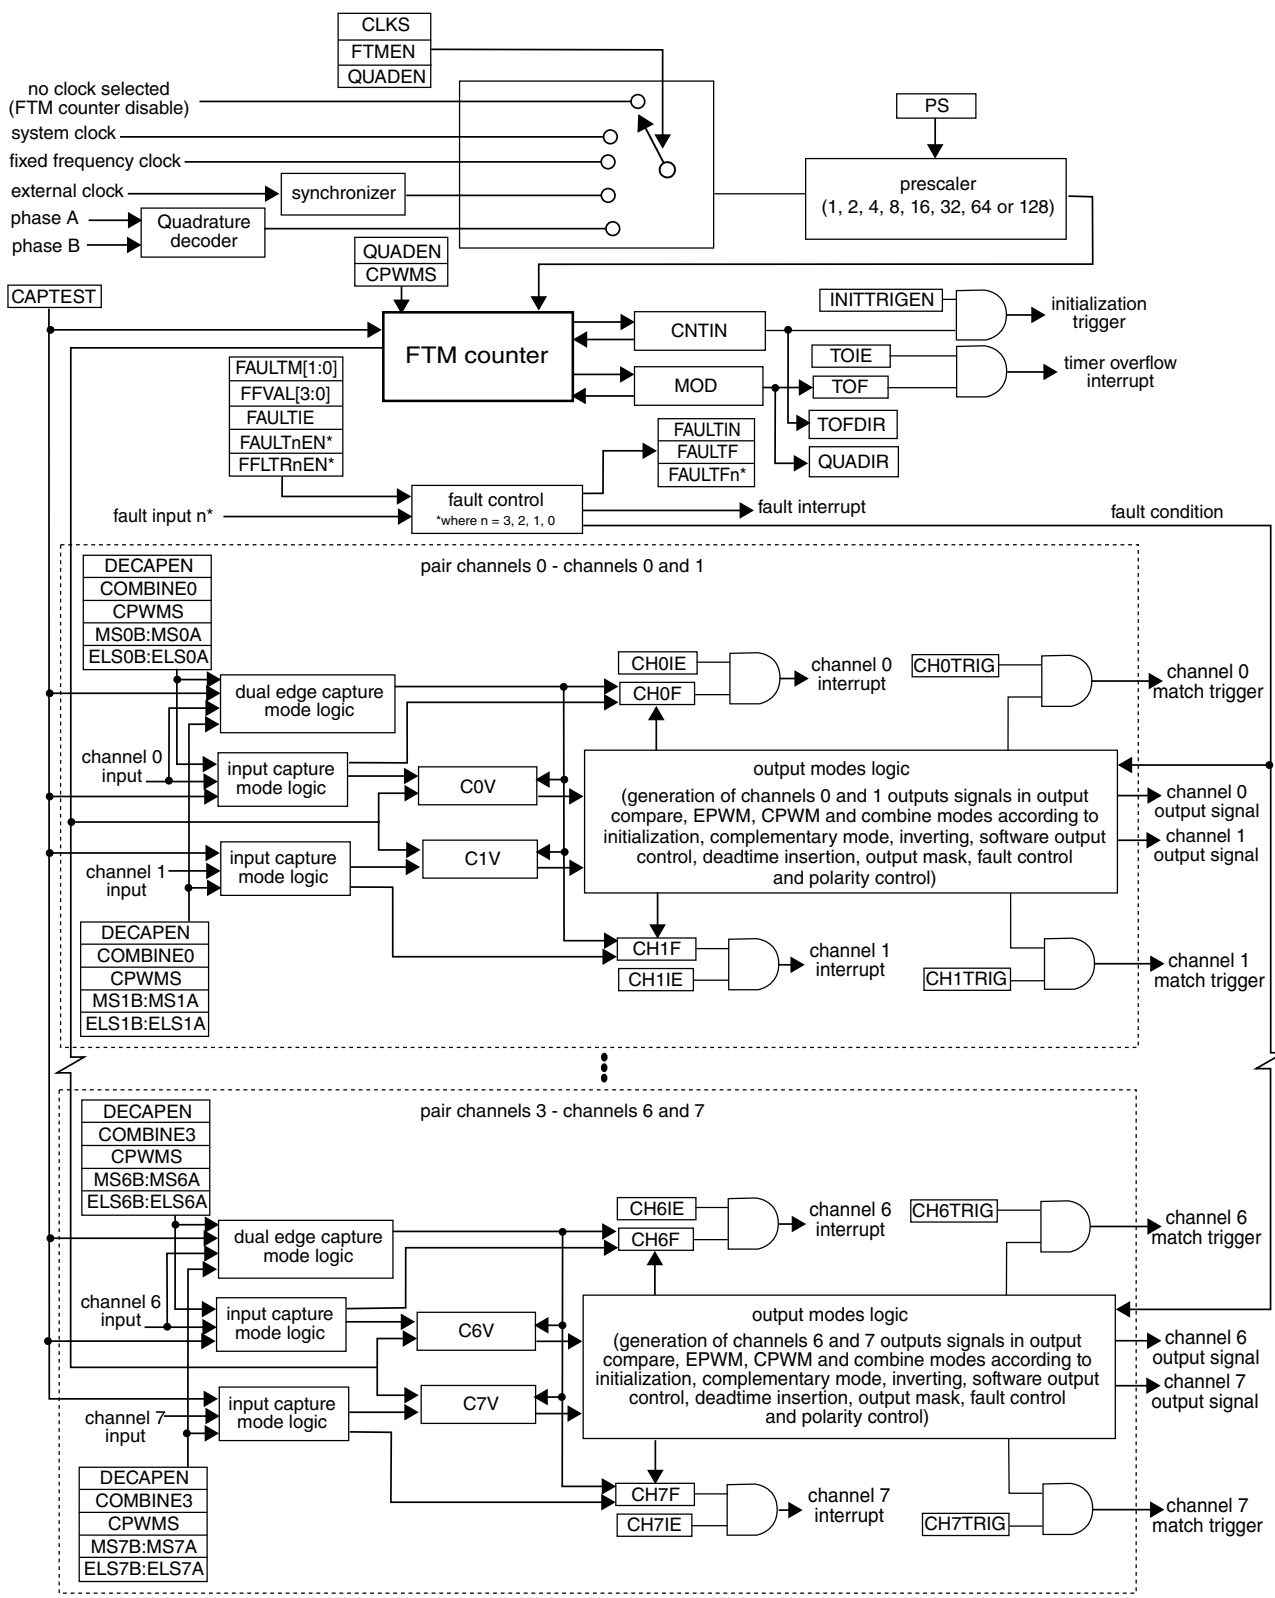 CLKS
FTMEN
QUADEN
no clock selected
(FTM counter disable)
system clock
fixed frequency clock
external clock
synchronizer
phase A
phase B
Quadrature
decoder
PS
prescaler
(1, 2, 4, 8, 16, 32, 64 or 128)
QUADEN
CPWMS
CAPTEST
FTM counter
CNTIN
MOD
INITTRIGEN
initialization
trigger
TOIE
TOF
timer overflow
interrupt
TOFDIR
QUADIR
FAULTM[1:0]
FFVAL[3:0]
FAULTIE
FAULTnEN*
FFLTRnEN*
FAULTIN
FAULTF
FAULTFn*
fault input n*
fault control
*where n = 3, 2, 1, 0
fault interrupt
fault condition
pair channels 0 - channels 0 and 1
DECAPEN
COMBINE0
CPWMS
MS0B:MS0A
ELS0B:ELS0A
dual edge capture
mode logic
CH0IE
CH0F
channel 0
interrupt
CH0TRIG
channel 0
match trigger
channel 0
input
input capture
mode logic
C0V
output modes logic
(generation of channels 0 and 1 outputs signals in output
compare, EPWM, CPWM and combine modes according to
initialization, complementary mode, inverting, software output
control, deadtime insertion, output mask, fault control
and polarity control)
channel 0
output signal
channel 1
output signal
channel 1
input
input capture
mode logic
C1V
DECAPEN
COMBINE0
CPWMS
MS1B:MS1A
ELS1B:ELS1A
CH1F
CH1IE
channel 1
interrupt
CH1TRIG
channel 1
match trigger
pair channels 3 - channels 6 and 7
DECAPEN
COMBINE3
CPWMS
MS6B:MS6A
ELS6B:ELS6A
dual edge capture
mode logic
CH6IE
CH6F
channel 6
interrupt
CH6TRIG
channel 6
match trigger
channel 6
input
input capture
mode logic
C6V
output modes logic
(generation of channels 6 and 7 outputs signals in output
compare, EPWM, CPWM and combine modes according to
initialization, complementary mode, inverting, software output
control, deadtime insertion, output mask, fault control
and polarity control)
channel 6
output signal
channel 7
output signal
channel 7
input
input capture
mode logic
C7V
DECAPEN
COMBINE3
CPWMS
MS7B:MS7A
ELS7B:ELS7A
CH7F
CH7IE
channel 7
interrupt
CH7TRIG
channel 7
match trigger